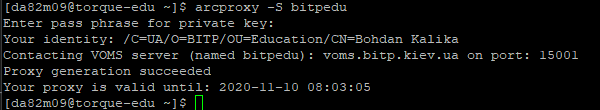 [da82m09@torque-edu ~]$ arcproxy -S bitpedu
Enter pass phrase for private key:
Your identity: /C=UA/O=BITP/OU=Education/CN=Bohdan Kalika
Contacting VOMS server (named bitpedu): voms.bitp.kiev.ua on port: 15001
Proxy generation succeeded
Your proxy is valid until: 2020-11-10 08:03:05
[da82m09@torque-edu ~]$